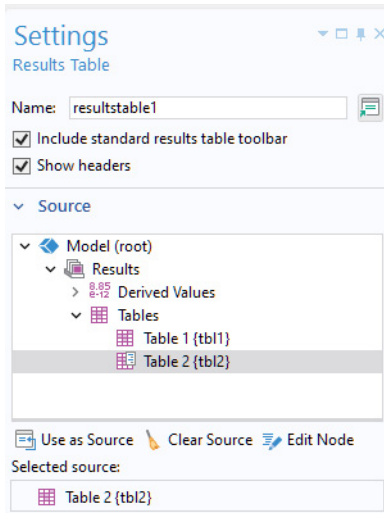 Settings
Results Table
Name: resultstable1
Include standard results table toolbar
Show headers
Source
Model (root)
Results
8.85
e-12 Derived Values
Tables
Table 1 {tbl1}
Table 2 {tbl2}
Use as Source Clear Source Edit Node
Selected source:
Table 2 {tbl2}